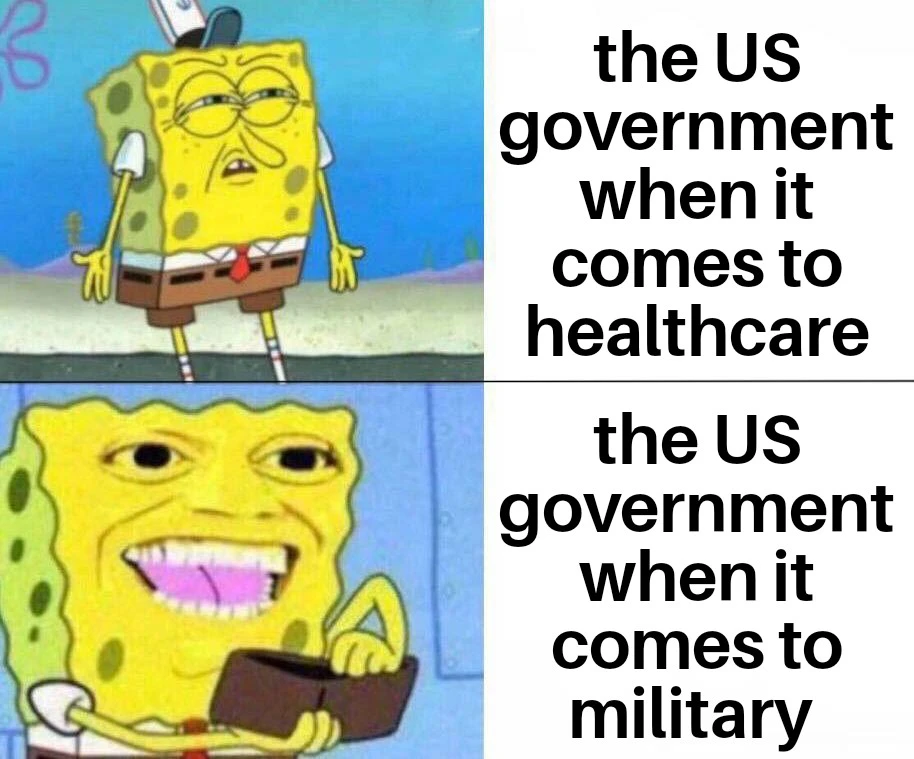 the US
government
when it
comes to
healthcare
the US
government
when it
comes to
military